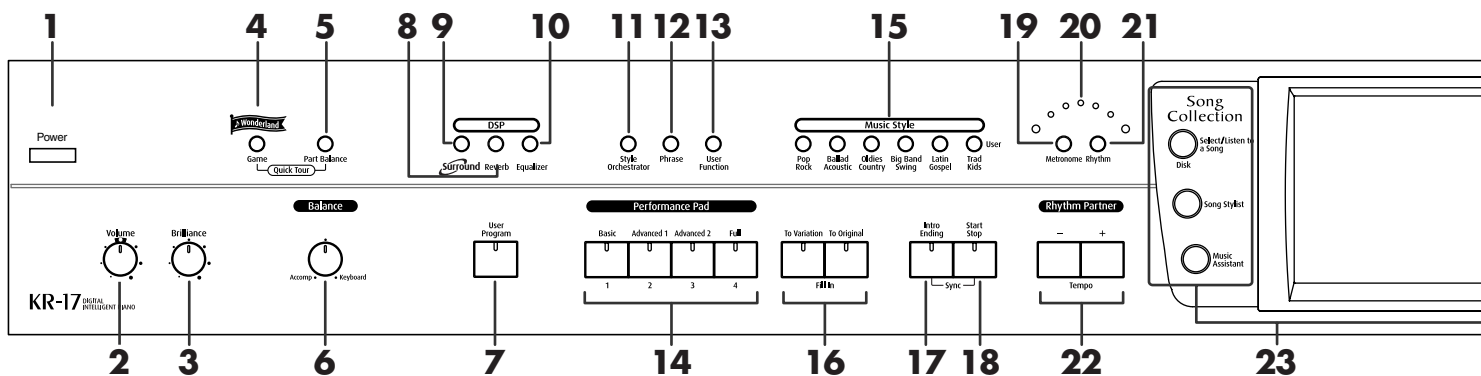 1 4 5 8 9 10 11 12 13 15 19 20 21
Power
♪ Wonderland
Game
Part Balance
Quick Tour
DSP
Surround
Reverb
Equalizer
Style
Orchestrator
Phrase
User
Function
Music Style
User
Pop
Rock
Ballad
Acoustic
Oldies
Country
Big Band
Swing
Latin
Gospel
Trad
Kids
Metronome
Rhythm
Song
Collection
Select/Listen to
a Song
Disk
Song Stylist
Music
Assistant
Volume
Brilliance
Balance
Accomp
Keyboard
User
Program
Performance Pad
Basic
Advanced 1
Advanced 2
Full
1 2 3 4
To Variation
To Original
Fill In
Intro
Ending
Start
Stop
Sync
Rhythm Partner
– +
Tempo
KR-17 DIGITAL
INTELLIGENT PIANO
2 3 6 7 14 16 17 18 22 23